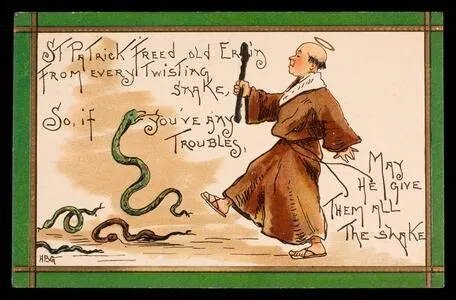 St Patrick freed old Erin
from every twisting
snake,
So, if you've any
Troubles,
May
He give
Them all
The shake
HBG